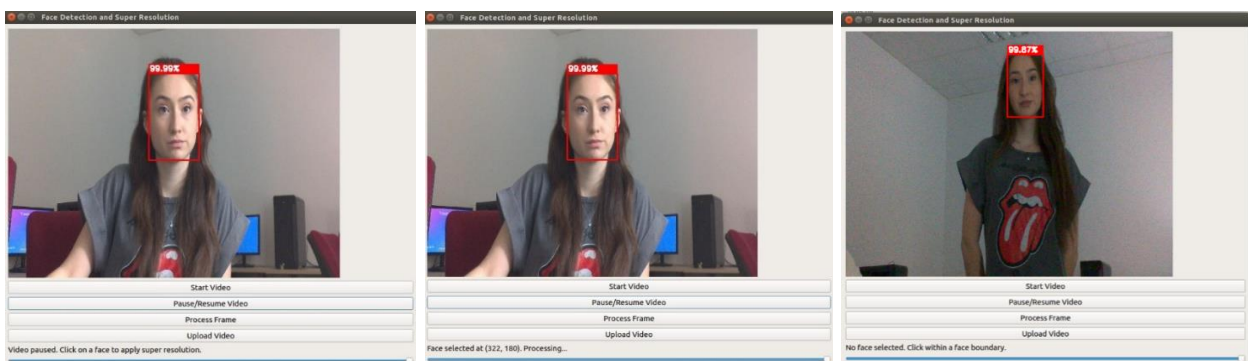 Face Detection and Super Resolution
99.99%
Start Video
Pause/Resume Video
Process Frame
Upload Video
Video paused. Click on a face to apply super resolution.
Face Detection and Super Resolution
99.99%
Start Video
Pause/Resume Video
Process Frame
Upload Video
Face selected at (322, 180). Processing...
Face Detection and Super Resolution
99.87%
Start Video
Pause/Resume Video
Process Frame
Upload Video
No face selected. Click within a face boundary.